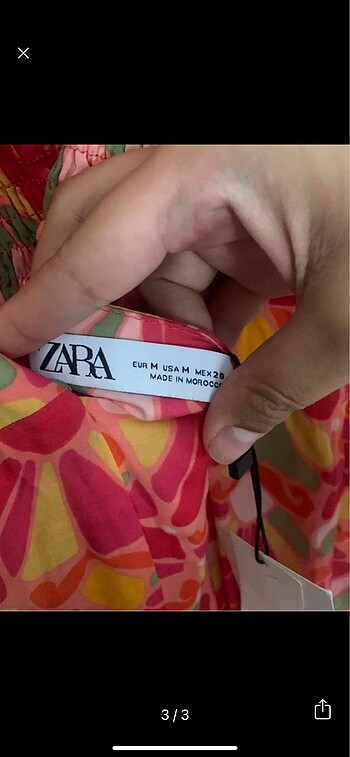 ZARA
EUR M USA M MEX 28
MADE IN MOROCCO
3/3